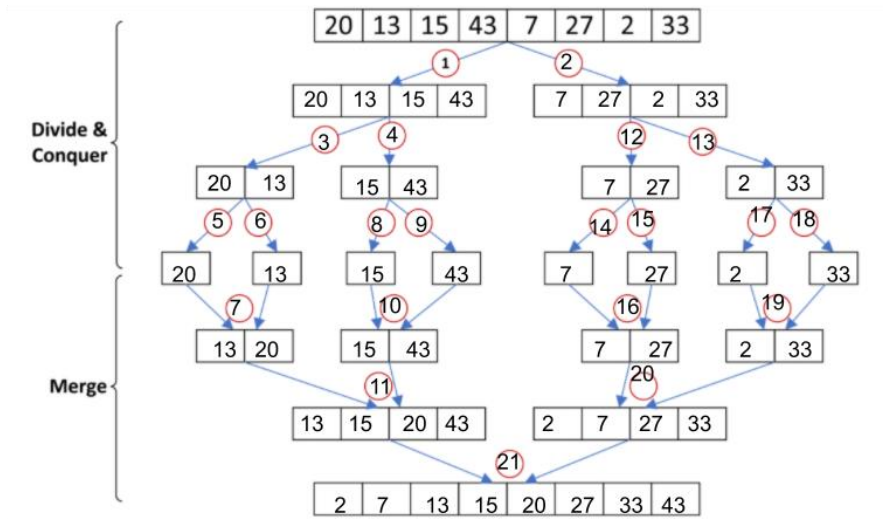 20 13 15 43 7 27 2 33
1 2
20 13 15 43 7 27 2 33
Divide &
Conquer
3 4 12 13
20 13 15 43 7 27 2 33
5 6 8 9 14 15 17 18
20 13 15 43 7 27 2 33
7 10 16 19
13 20 15 43 7 27 2 33
Merge
11 20
13 15 20 43 2 7 27 33
21
2 7 13 15 20 27 33 43